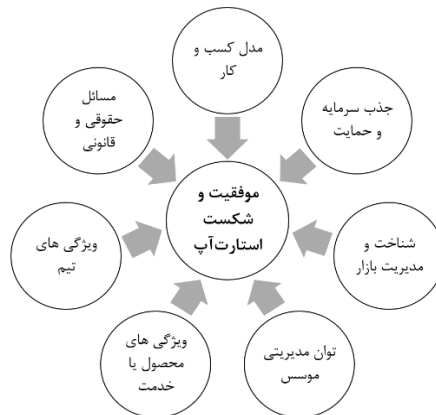 مدل کسب و
کار
جذب سرمایه
و حمایت
شناخت و
مدیریت بازار
توان مدیریتی
موسس
ویژگی های
محصول یا
خدمت
ویژگی های
تیم
مسائل
حقوقی و
قانونی
موفقیت و
شکست
استارت‌آپ